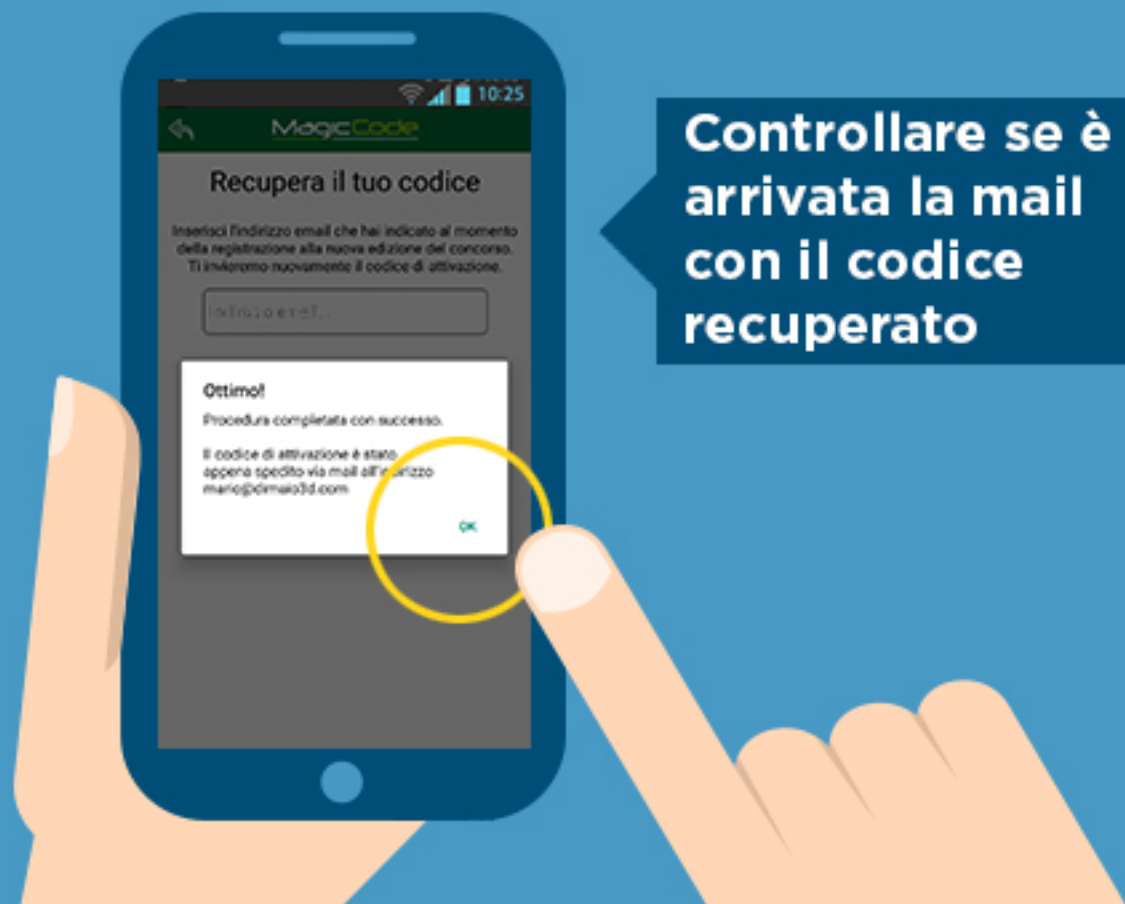 10:25
MagicCode
Recupera il tuo codice
Inserisci l'indirizzo email che hai indicato al momento
della registrazione alla nuova edizione del concorso.
Ti invieremo nuovamente il codice di attivazione.
Ottimo!
Procedura completata con successo.
Il codice di attivazione è stato
appena spedito via mail all'indirizzo
mario@dimaio3d.com
OK
Controllare se è
arrivata la mail
con il codice
recuperato